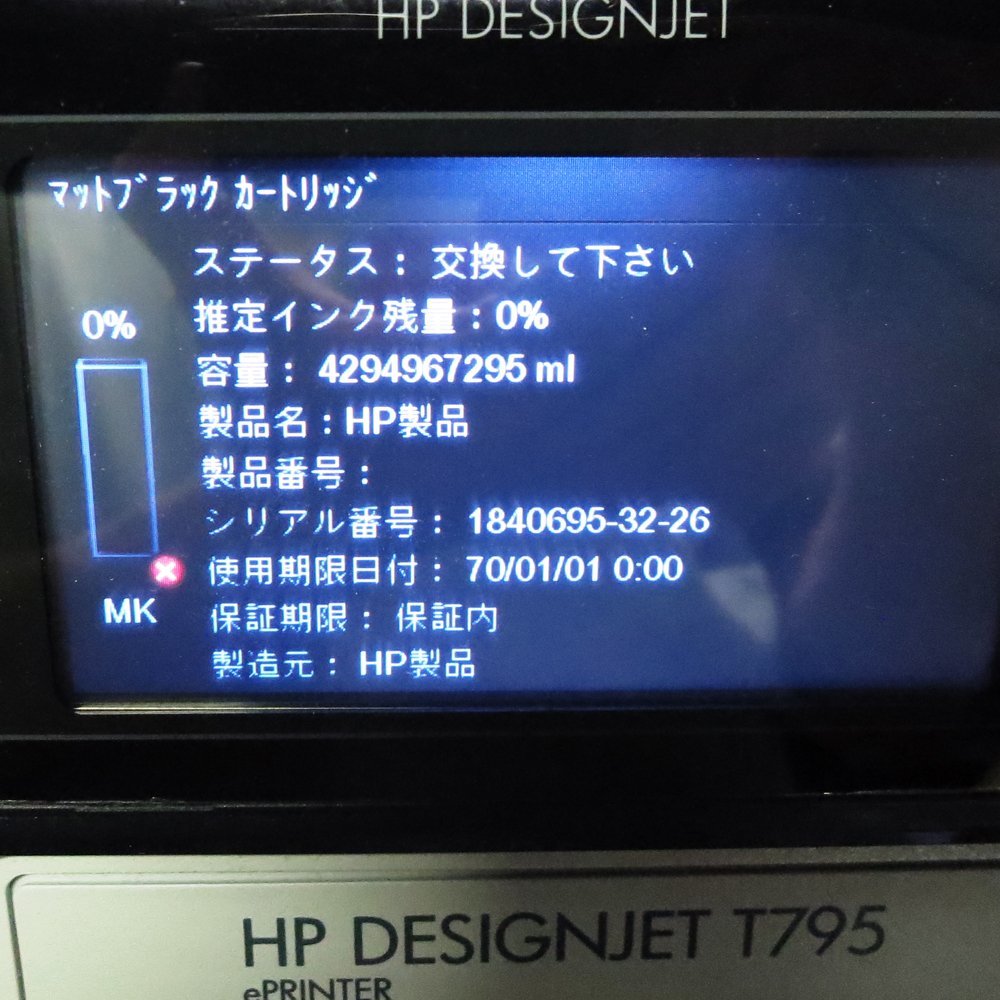 HP DESIGNJET
マットブラック カートリッジ
ステータス： 交換して下さい
0%
推定インク残量：0%
容量： 4294967295 ml
製品名：HP製品
製品番号：
シリアル番号： 1840695-32-26
使用期限日付： 70/01/01 0:00
MK
保証期限： 保証内
製造元： HP製品
HP DESIGNJET T795
ePRINTER